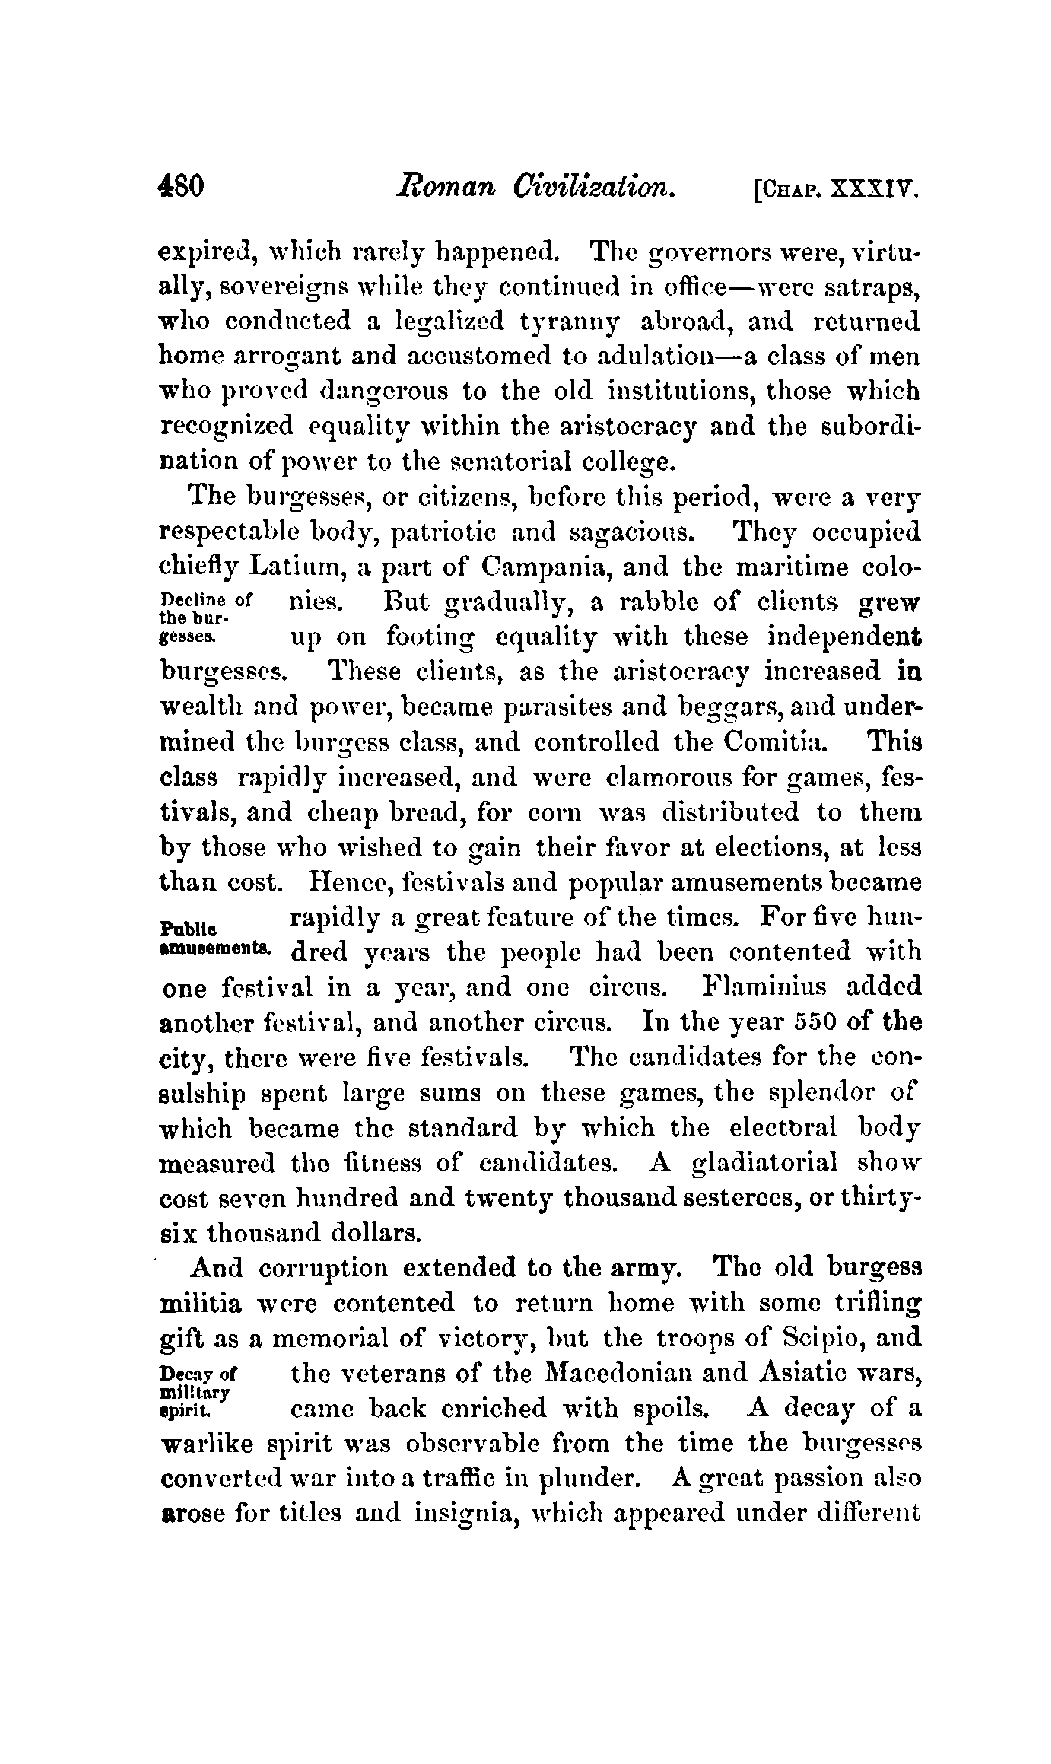 480 Roman Civilization. [CHAP. XXXIV.
expired, which rarely happened. The governors were, virtu-
ally, sovereigns while they continued in office—were satraps,
who conducted a legalized tyranny abroad, and returned
home arrogant and accustomed to adulation—a class of men
who proved dangerous to the old institutions, those which
recognized equality within the aristocracy and the subordi-
nation of power to the senatorial college.
The burgesses, or citizens, before this period, were a very
respectable body, patriotic and sagacious. They occupied
chiefly Latium, a part of Campania, and the maritime colo-
Decline of
the bur-
gesses.
nies. But gradually, a rabble of clients grew
up on footing equality with these independent
burgesses. These clients, as the aristocracy increased in
wealth and power, became parasites and beggars, and under-
mined the burgess class, and controlled the Comitia. This
class rapidly increased, and were clamorous for games, fes-
tivals, and cheap bread, for corn was distributed to them
by those who wished to gain their favor at elections, at less
than cost. Hence, festivals and popular amusements became
Public
amusements.
rapidly a great feature of the times. For five hun-
dred years the people had been contented with
one festival in a year, and one circus. Flaminius added
another festival, and another circus. In the year 550 of the
city, there were five festivals. The candidates for the con-
sulship spent large sums on these games, the splendor of
which became the standard by which the electoral body
measured the fitness of candidates. A gladiatorial show
cost seven hundred and twenty thousand sesterces, or thirty-
six thousand dollars.
And corruption extended to the army. The old burgess
militia were contented to return home with some trifling
gift as a memorial of victory, but the troops of Scipio, and
Decay of
military
spirit.
the veterans of the Macedonian and Asiatic wars,
came back enriched with spoils. A decay of a
warlike spirit was observable from the time the burgesses
converted war into a traffic in plunder. A great passion also
arose for titles and insignia, which appeared under different